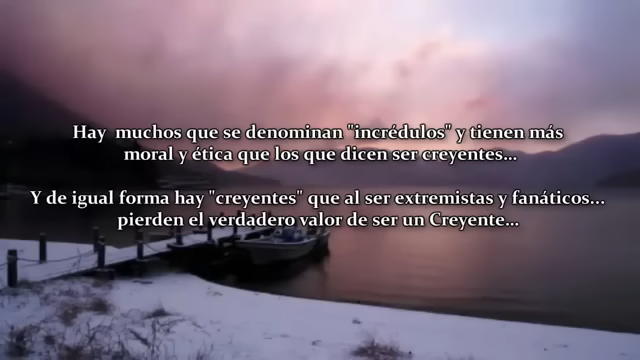 Hay muchos que se denominan "incrédulos" y tienen más
moral y ética que los que dicen ser creyentes...
Y de igual forma hay "creyentes" que al ser extremistas y fanáticos...
pierden el verdadero valor de ser un Creyente...